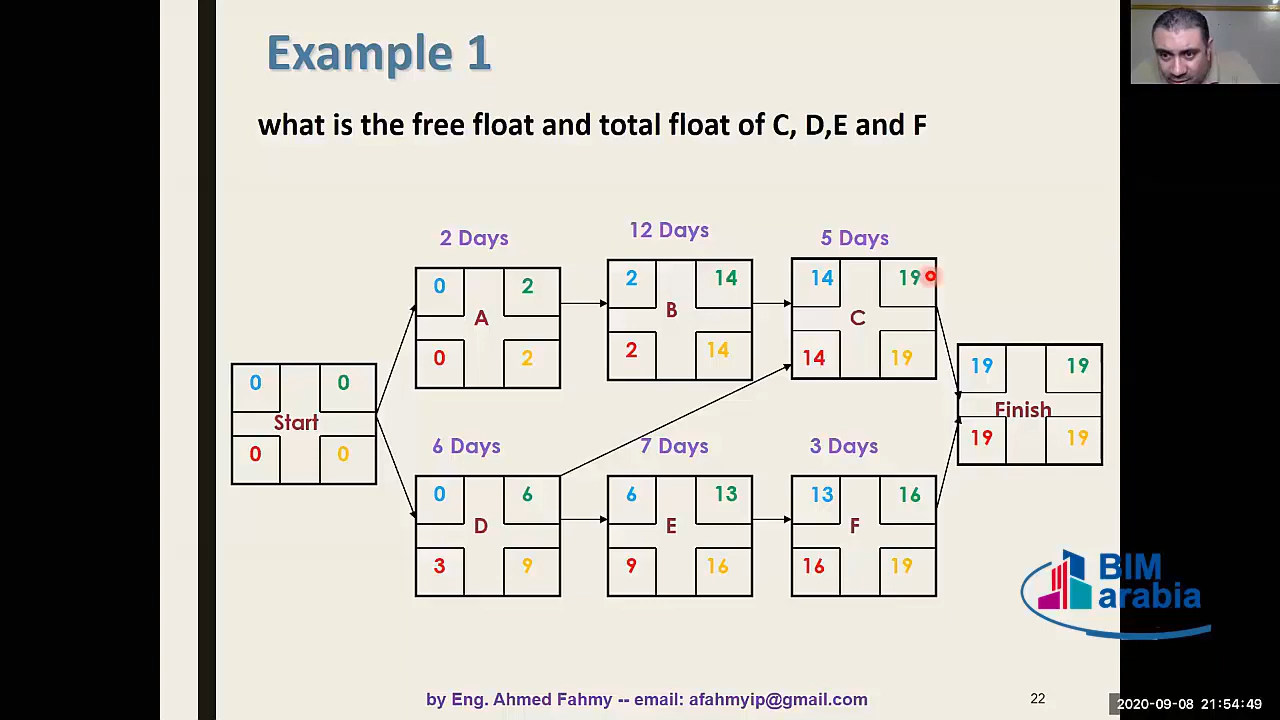 Example 1
what is the free float and total float of C, D,E and F
2 Days
12 Days
5 Days
0 2
A
0 2
2 14
B
2 14
14 19
C
14 19
0 0
Start
0 0
19 19
Finish
19 19
6 Days
7 Days
3 Days
0 6
D
3 9
6 13
E
9 16
13 16
F
16 19
BIM
arabia
by Eng. Ahmed Fahmy -- email: afahmyip@gmail.com
22
2020-09-08 21:54:49